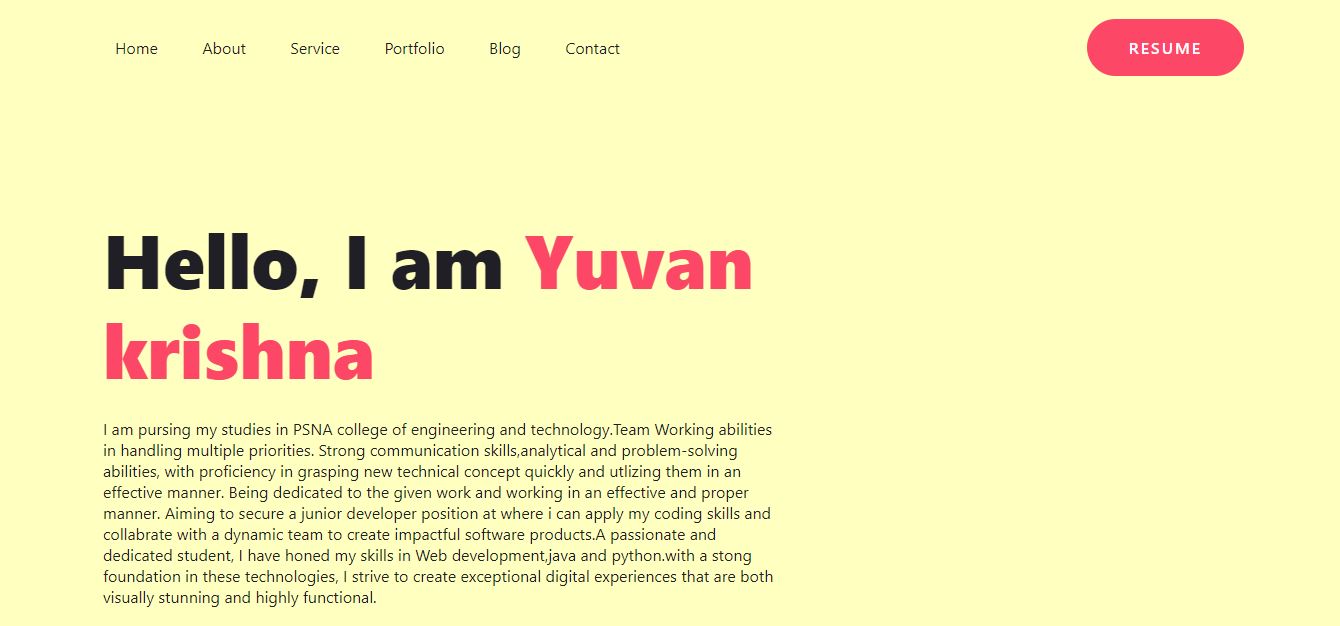 Home About Service Portfolio Blog Contact RESUME
Hello, I am Yuvan
krishna
I am pursing my studies in PSNA college of engineering and technology.Team Working abilities
in handling multiple priorities. Strong communication skills,analytical and problem-solving
abilities, with proficiency in grasping new technical concept quickly and utlizing them in an
effective manner. Being dedicated to the given work and working in an effective and proper
manner. Aiming to secure a junior developer position at where i can apply my coding skills and
collabrate with a dynamic team to create impactful software products.A passionate and
dedicated student, I have honed my skills in Web development,java and python.with a stong
foundation in these technologies, I strive to create exceptional digital experiences that are both
visually stunning and highly functional.